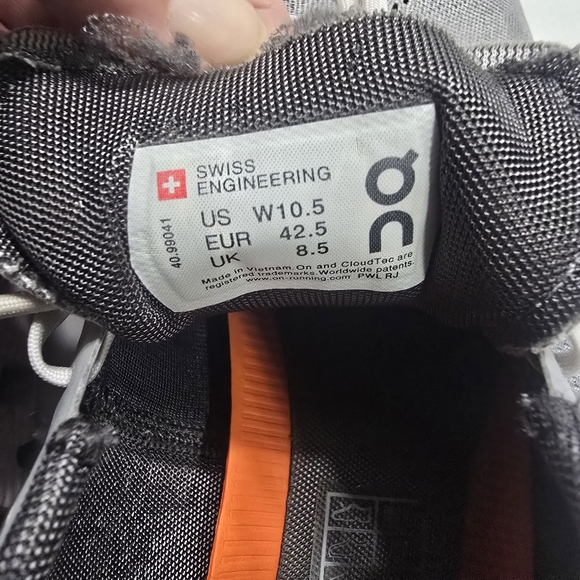 SWISS
ENGINEERING
US W10.5
EUR 42.5
UK 8.5
Made in Vietnam. On and CloudTec are
registered trademarks. Worldwide patents.
www.on-running.com PWL RJ
40.99041
ON